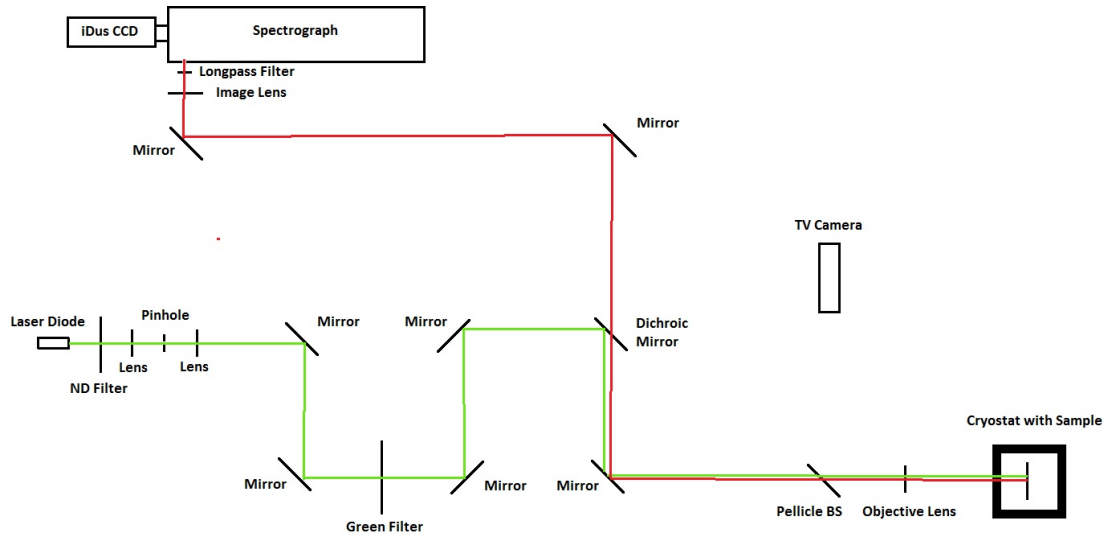 iDus CCD
Spectrograph
Longpass Filter
Image Lens
Mirror
Mirror
TV Camera
Laser Diode
Pinhole
Mirror
Mirror
Dichroic
Mirror
Lens
Lens
ND Filter
Cryostat with Sample
Mirror
Mirror
Mirror
Green Filter
Pellicle BS
Objective Lens